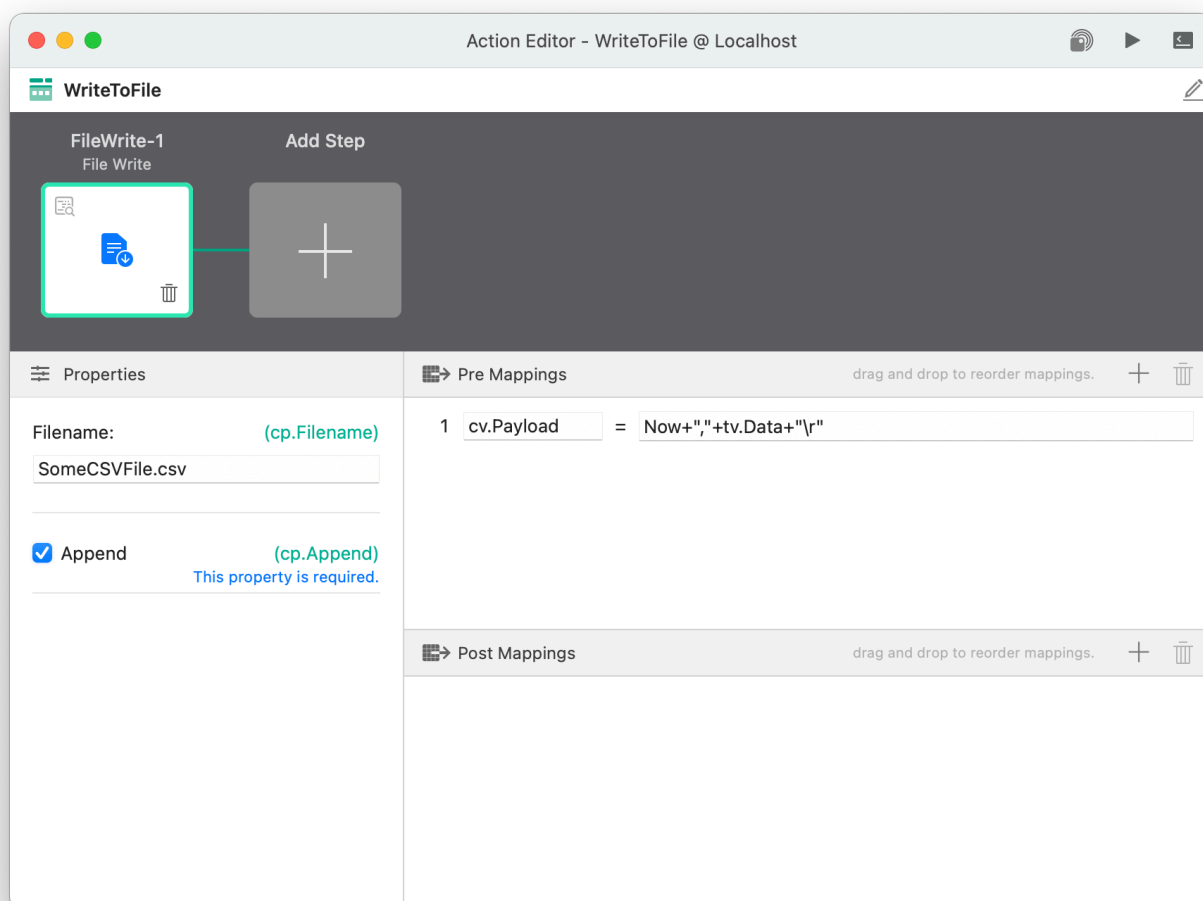 Action Editor - WriteToFile @ Localhost
WriteToFile
FileWrite-1
File Write
Add Step
Properties
Filename: (cp.Filename)
SomeCSVFile.csv
Append (cp.Append)
This property is required.
Pre Mappings drag and drop to reorder mappings.
1 cv.Payload = Now+","+tv.Data+"\r"
Post Mappings drag and drop to reorder mappings.